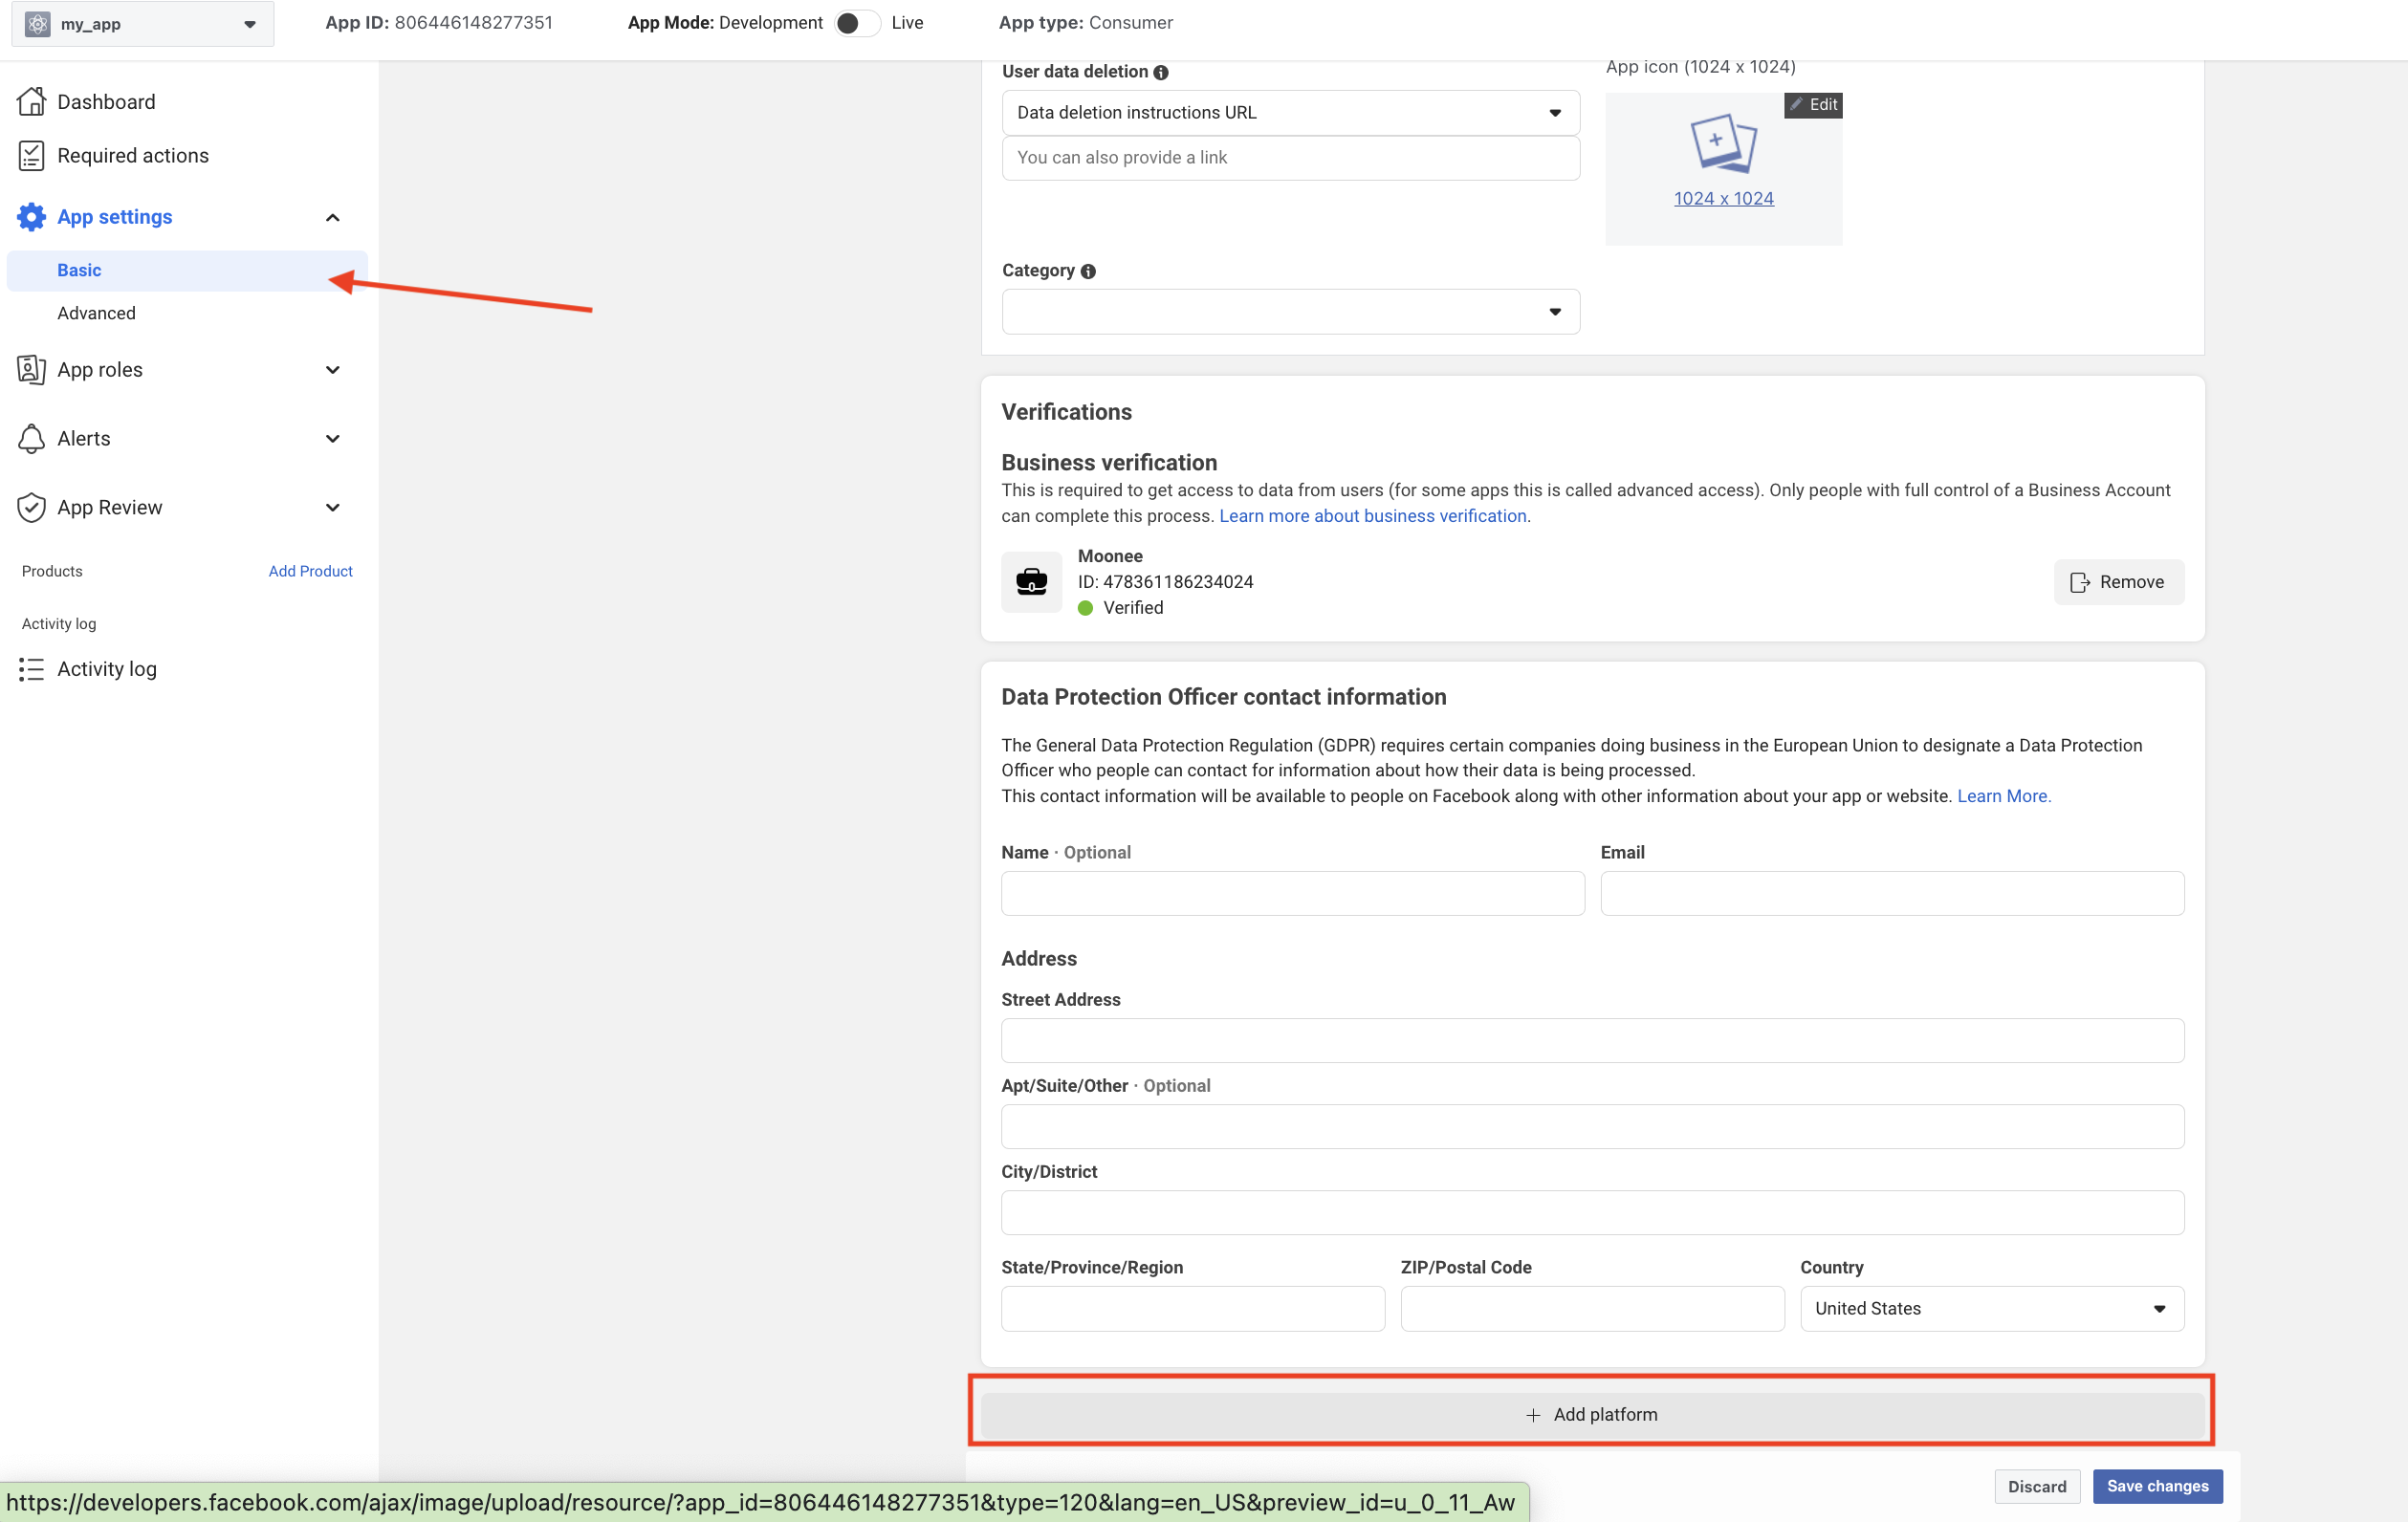 my_app
App ID: 806446148277351
App Mode: Development
Live
App type: Consumer
Dashboard
Required actions
App settings
Basic
Advanced
App roles
Alerts
App Review
Products
Add Product
Activity log
Activity log
User data deletion
Data deletion instructions URL
You can also provide a link
App icon (1024 x 1024)
Edit
1024 x 1024
Category
Verifications
Business verification
This is required to get access to data from users (for some apps this is called advanced access). Only people with full control of a Business Account
can complete this process. Learn more about business verification.
Moonee
ID: 478361186234024
Verified
Remove
Data Protection Officer contact information
The General Data Protection Regulation (GDPR) requires certain companies doing business in the European Union to designate a Data Protection
Officer who people can contact for information about how their data is being processed.
This contact information will be available to people on Facebook along with other information about your app or website. Learn More.
Name · Optional
Email
Address
Street Address
Apt/Suite/Other · Optional
City/District
State/Province/Region
ZIP/Postal Code
Country
United States
+ Add platform
Discard
Save changes
https://developers.facebook.com/ajax/image/upload/resource/?app_id=806446148277351&type=120&lang=en_US&preview_id=u_0_11_Aw